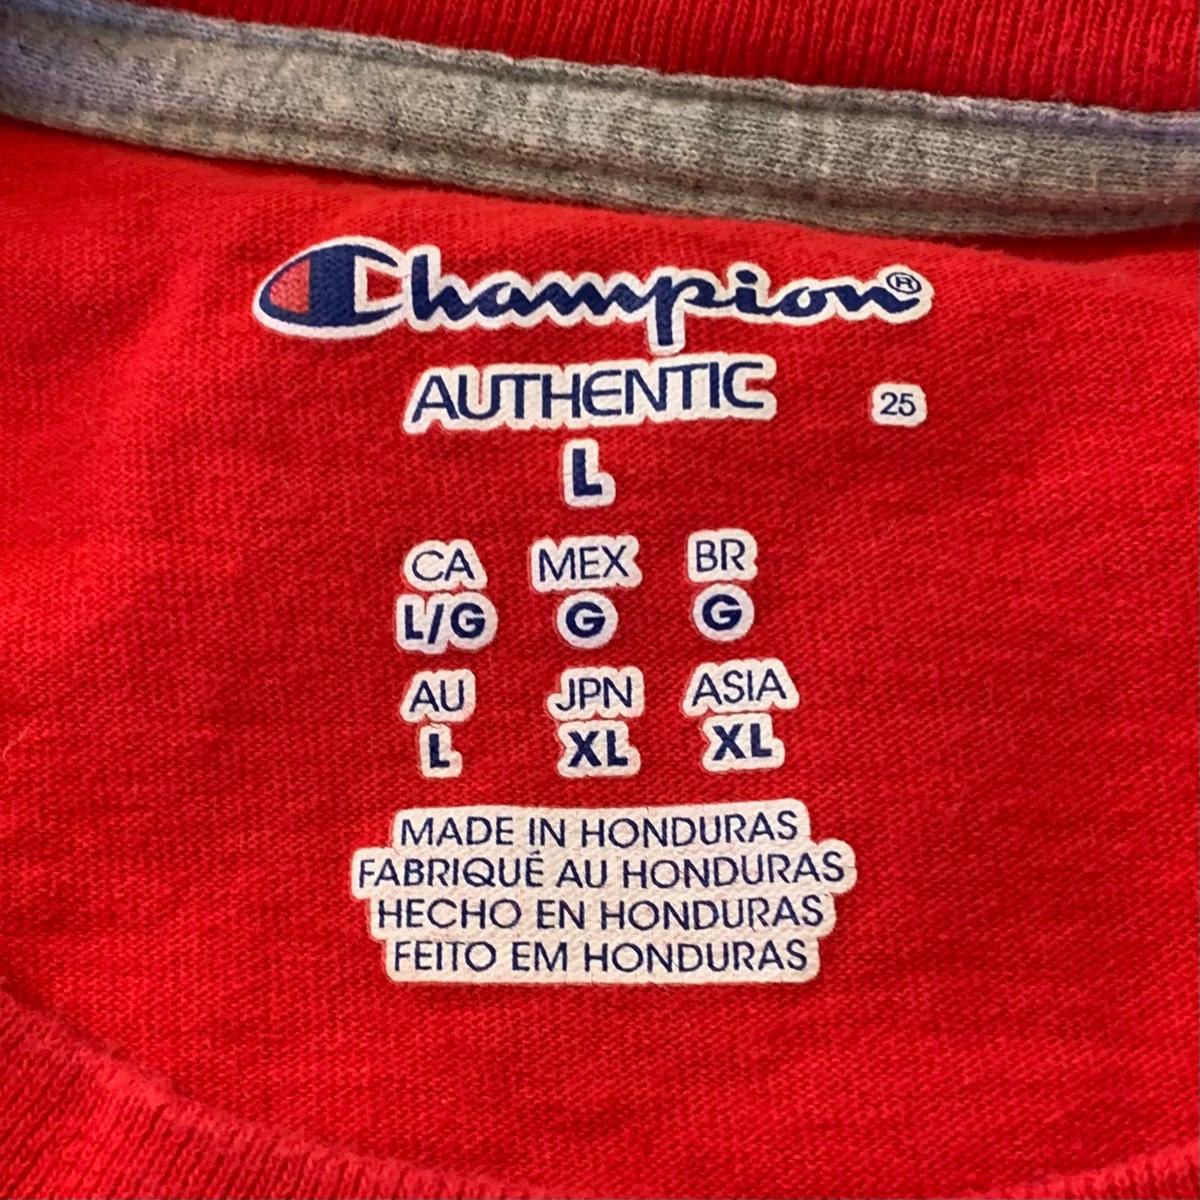 Champion®
AUTHENTIC 25
L
CA MEX BR
L/G G G
AU JPN ASIA
L XL XL
MADE IN HONDURAS
FABRIQUÉ AU HONDURAS
HECHO EN HONDURAS
FEITO EM HONDURAS